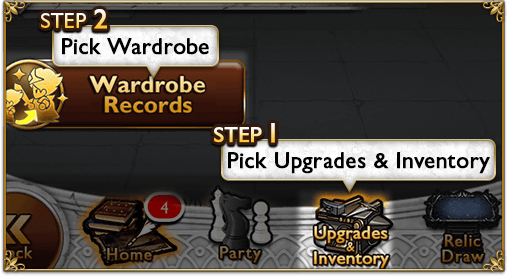 STEP 2
Pick Wardrobe
Wardrobe
Records
STEP 1
Pick Upgrades & Inventory
4
Home
Party
Upgrades
&
Inventory
Relic
Draw